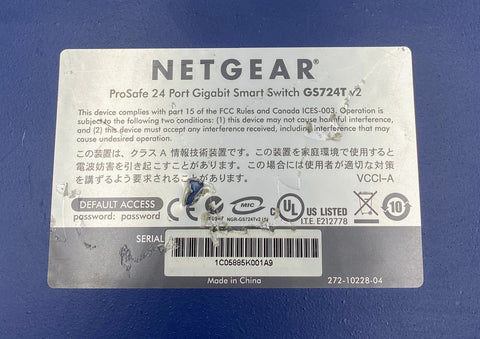 NETGEAR®
ProSafe 24 Port Gigabit Smart Switch GS724T v2
This device complies with part 15 of the FCC Rules and Canada ICES-003. Operation is
subject to the following two conditions: (1) this device may not cause harmful interference,
and (2) this device must accept any interference received, including interference that may
cause undesired operation.
この装置は、クラス A 情報技術装置です。この装置を家庭環境で使用すると
電波妨害を引き起こすことがあります。この場合には使用者が適切な対策
を講ずるよう要求されることがあります。
VCCI-A
DEFAULT ACCESS
password: password
CE
MIC
NGR-GS724Tv2
C UL US LISTED
I.T.E. E212778
10
SERIAL
1C05885K001A9
Made in China
272-10228-04